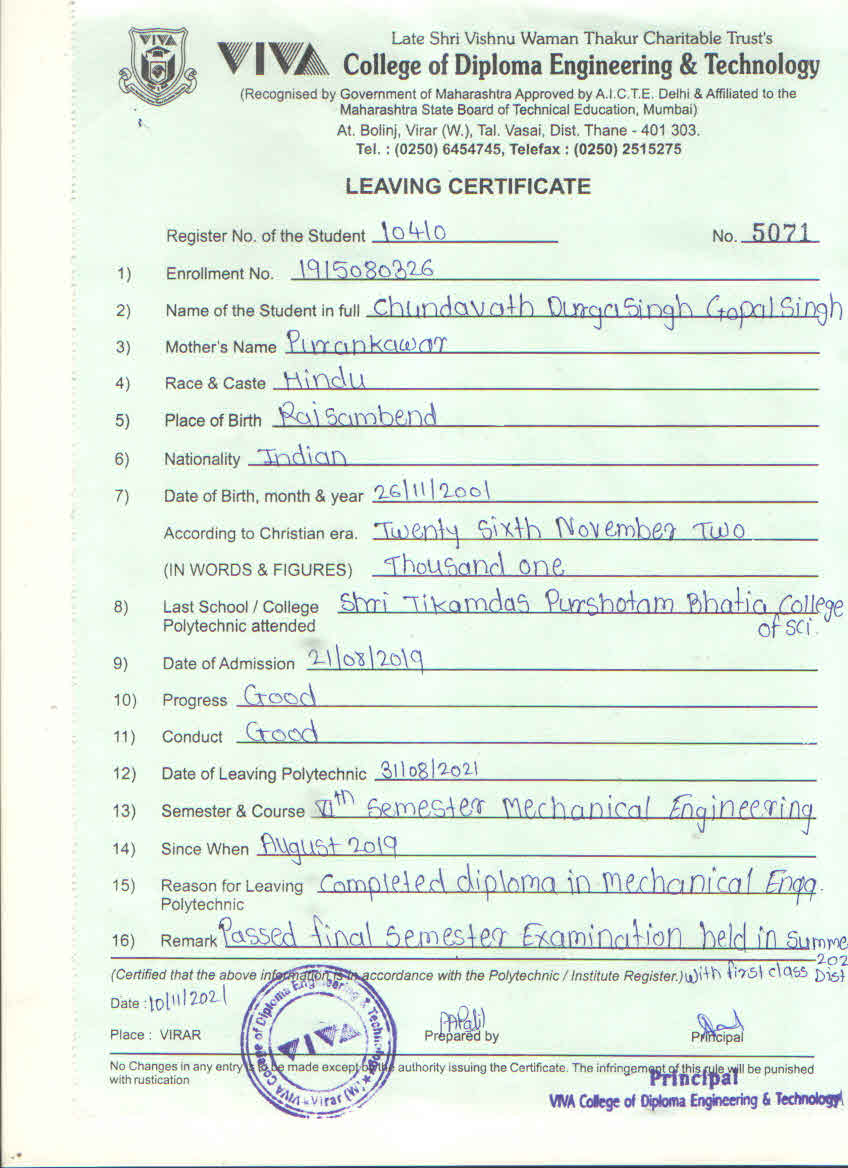 VIVA
VIVA
Late Shri Vishnu Waman Thakur Charitable Trust's
College of Diploma Engineering & Technology
(Recognised by Government of Maharashtra Approved by A.I.C.T.E. Delhi & Affiliated to the
Maharashtra State Board of Technical Education, Mumbai)
At. Bolinj, Virar (W.), Tal. Vasai, Dist. Thane - 401 303.
Tel. : (0250) 6454745, Telefax : (0250) 2515275
LEAVING CERTIFICATE
Register No. of the Student 10410 No. 5071
1) Enrollment No. 1915080326
2) Name of the Student in full Chundavath DurgaSingh GopalSingh
3) Mother's Name Purrankawar
4) Race & Caste Hindu
5) Place of Birth Raisambend
6) Nationality Indian
7) Date of Birth, month & year 26/11/2001
According to Christian era. Twenty Sixth November Two
(IN WORDS & FIGURES) Thousand one
8) Last School / College Shri Tikamdas Purrshotam Bhatia College
Polytechnic attended of sci.
9) Date of Admission 21/08/2019
10) Progress Good
11) Conduct Good
12) Date of Leaving Polytechnic 31/08/2021
13) Semester & Course VIth Semester Mechanical Engineering
14) Since When August 2019
15) Reason for Leaving Completed diploma in mechanical Engg.
Polytechnic
16) Remark Passed final semester Examination held in summe
202
(Certified that the above information is in accordance with the Polytechnic / Institute Register.) with first class Dist
Date : 10/11/2021
Place : VIRAR Prepared by Principal
VIVA College of Diploma Engineering & Technology
VIVA
Virar (W.)
No Changes in any entry is to be made except by the authority issuing the Certificate. The infringement of this rule will be punished
with rustication
Principal
VIVA College of Diploma Engineering & Technology